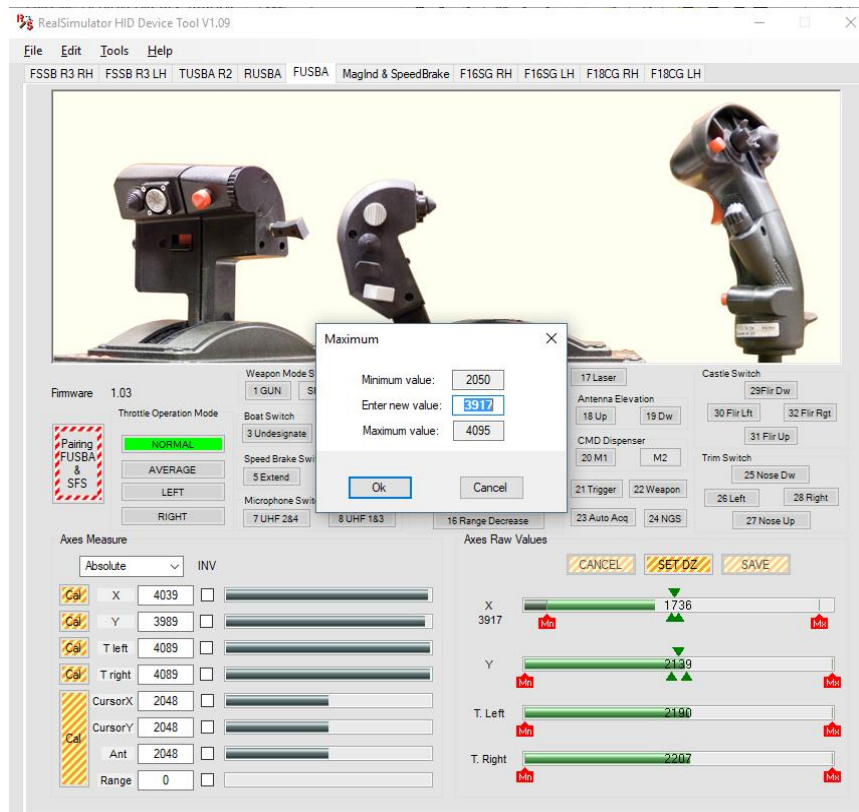 RealSimulator HID Device Tool V1.09
File Edit Tools Help
FSSB R3 RH FSSB R3 LH TUSBA R2 RUSBA FUSBA MagInd & SpeedBrake F16SG RH F16SG LH F18CG RH F18CG LH
Maximum
Minimum value: 2050
Enter new value: 3917
Maximum value: 4095
Ok Cancel
Firmware 1.03
Throttle Operation Mode
Pairing
FUSBA
&
SFS
NORMAL
AVERAGE
LEFT
RIGHT
Weapon Mode S
1 GUN
Boat Switch
3 Undesignate
Speed Brake Swi
5 Extend
Microphone Swit
7 UHF 2&4 8 UHF 1&3
16 Range Decrease
17 Laser
Antenna Elevation
18 Up 19 Dw
CMD Dispenser
20 M1 M2
21 Trigger 22 Weapon
23 Auto Acq 24 NGS
Castle Switch
29Flir Dw
30 Flir Lft 32 Flir Rgt
31 Flir Up
Trim Switch
25 Nose Dw
26 Left 28 Right
27 Nose Up
Axes Measure
Absolute INV
Cal X 4039
Cal Y 3989
Cal T left 4089
Cal T right 4089
CursorX 2048
CursorY 2048
Cal
Ant 2048
Range 0
Axes Raw Values
CANCEL SET DZ SAVE
X 1736
3917 Mn Mx
Y 2139
Mn Mx
T. Left 2190
Mn Mx
T. Right 2207
Mn Mx